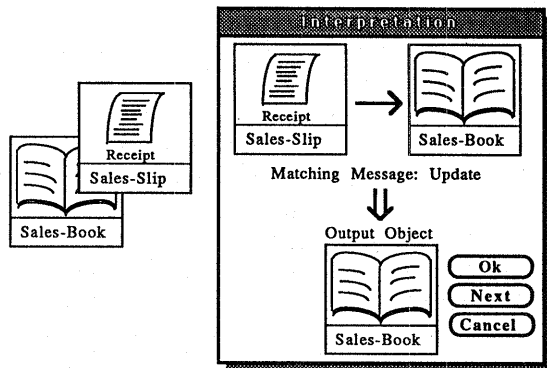 Receipt
Sales-Slip
Sales-Book
Interpretation
Receipt
Sales-Slip
Sales-Book
Matching Message: Update
Output Object
Sales-Book
Ok
Next
Cancel